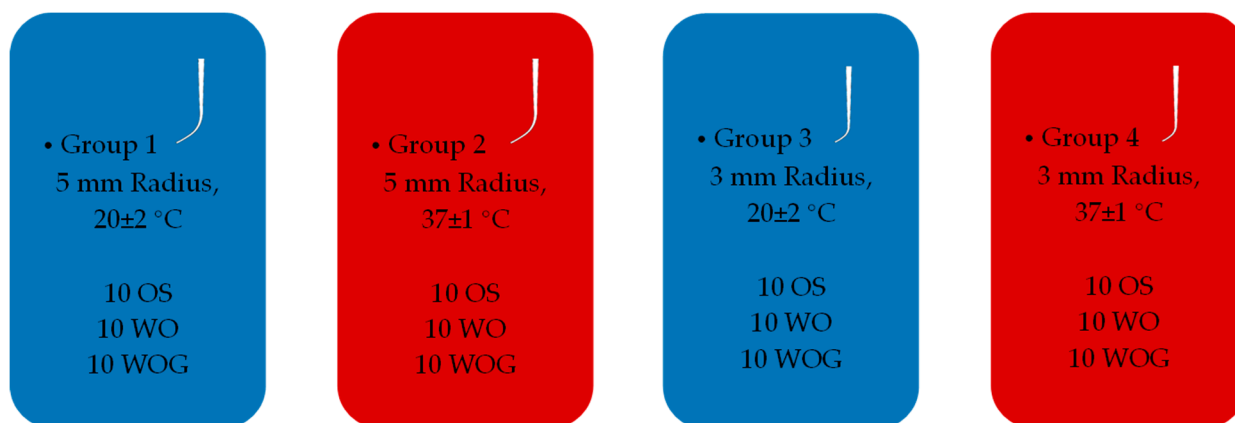 • Group 1
5 mm Radius,
20±2 °C
10 OS
10 WO
10 WOG
• Group 2
5 mm Radius,
37±1 °C
10 OS
10 WO
10 WOG
• Group 3
3 mm Radius,
20±2 °C
10 OS
10 WO
10 WOG
• Group 4
3 mm Radius,
37±1 °C
10 OS
10 WO
10 WOG